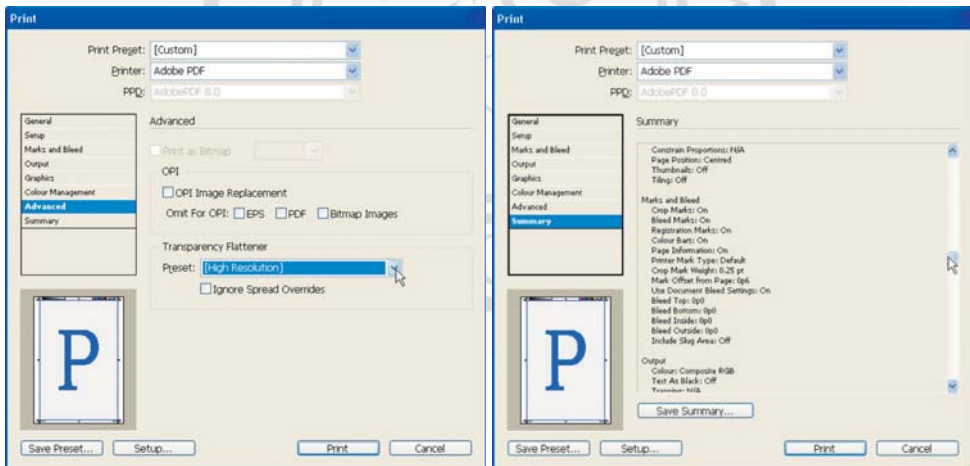 Print
Print Preset: [Custom]
Printer: Adobe PDF
PPD: AdobePDF 8.0
General
Setup
Marks and Bleed
Output
Graphics
Colour Management
Advanced
Summary
Advanced
Print as Bitmap
OPI
OPI Image Replacement
Omit For OPI: EPS PDF Bitmap Images
Transparency Flattener
Preset: [High Resolution]
Ignore Spread Overrides
P
Save Preset... Setup... Print Cancel
Print
Print Preset: [Custom]
Printer: Adobe PDF
PPD: AdobePDF 8.0
General
Setup
Marks and Bleed
Output
Graphics
Colour Management
Advanced
Summary
Summary
Constrain Proportions: N/A
Page Position: Centred
Thumbnails: Off
Tiling: Off
Marks and Bleed
Crop Marks: On
Bleed Marks: On
Registration Marks: On
Colour Bars: On
Page Information: On
Printer Mark Type: Default
Crop Mark Weight: 0.25 pt
Mark Offset from Page: 0p6
Use Document Bleed Settings: On
Bleed Top: 0p0
Bleed Bottom: 0p0
Bleed Inside: 0p0
Bleed Outside: 0p0
Include Slug Area: Off
Output
Colour: Composite RGB
Text As Black: Off
Trapping: N/A
Save Summary...
P
Save Preset... Setup... Print Cancel